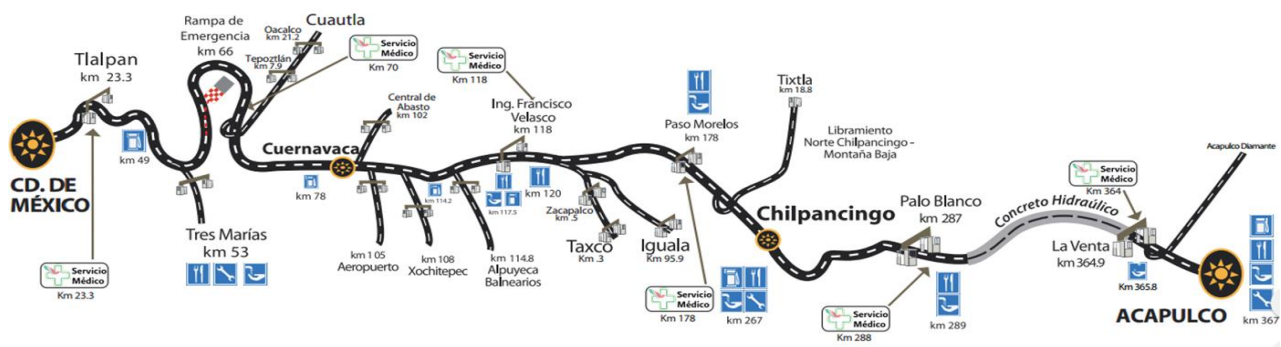 CD. DE
MÉXICO
Tlalpan
km 23.3
Servicio
Médico
Km 23.3
km 49
Tres Marías
km 53
Rampa de
Emergencia
km 66
Oacalco
km 21.2
Cuautla
Tepoztlán
km 7.9
Servicio
Médico
Km 70
Cuernavaca
km 78
Central de
Abasto
km 102
km 105
Aeropuerto
km 108
Xochitepec
km 114.2
km 114.8
Alpuyeca
Balnearios
Servicio
Médico
Km 118
Ing. Francisco
Velasco
km 118
km 117.5
km 120
Zacapalco
km .5
Taxco
Km .3
Iguala
Km 95.9
Paso Morelos
km 178
Servicio
Médico
Km 178
Tixtla
km 18.8
Libramiento
Norte Chilpancingo -
Montaña Baja
Chilpancingo
km 267
Palo Blanco
km 287
Servicio
Médico
Km 288
km 289
Concreto Hidraúlico
Servicio
Médico
Km 364
La Venta
km 364.9
Km 365.8
Acapulco Diamante
ACAPULCO
km 367